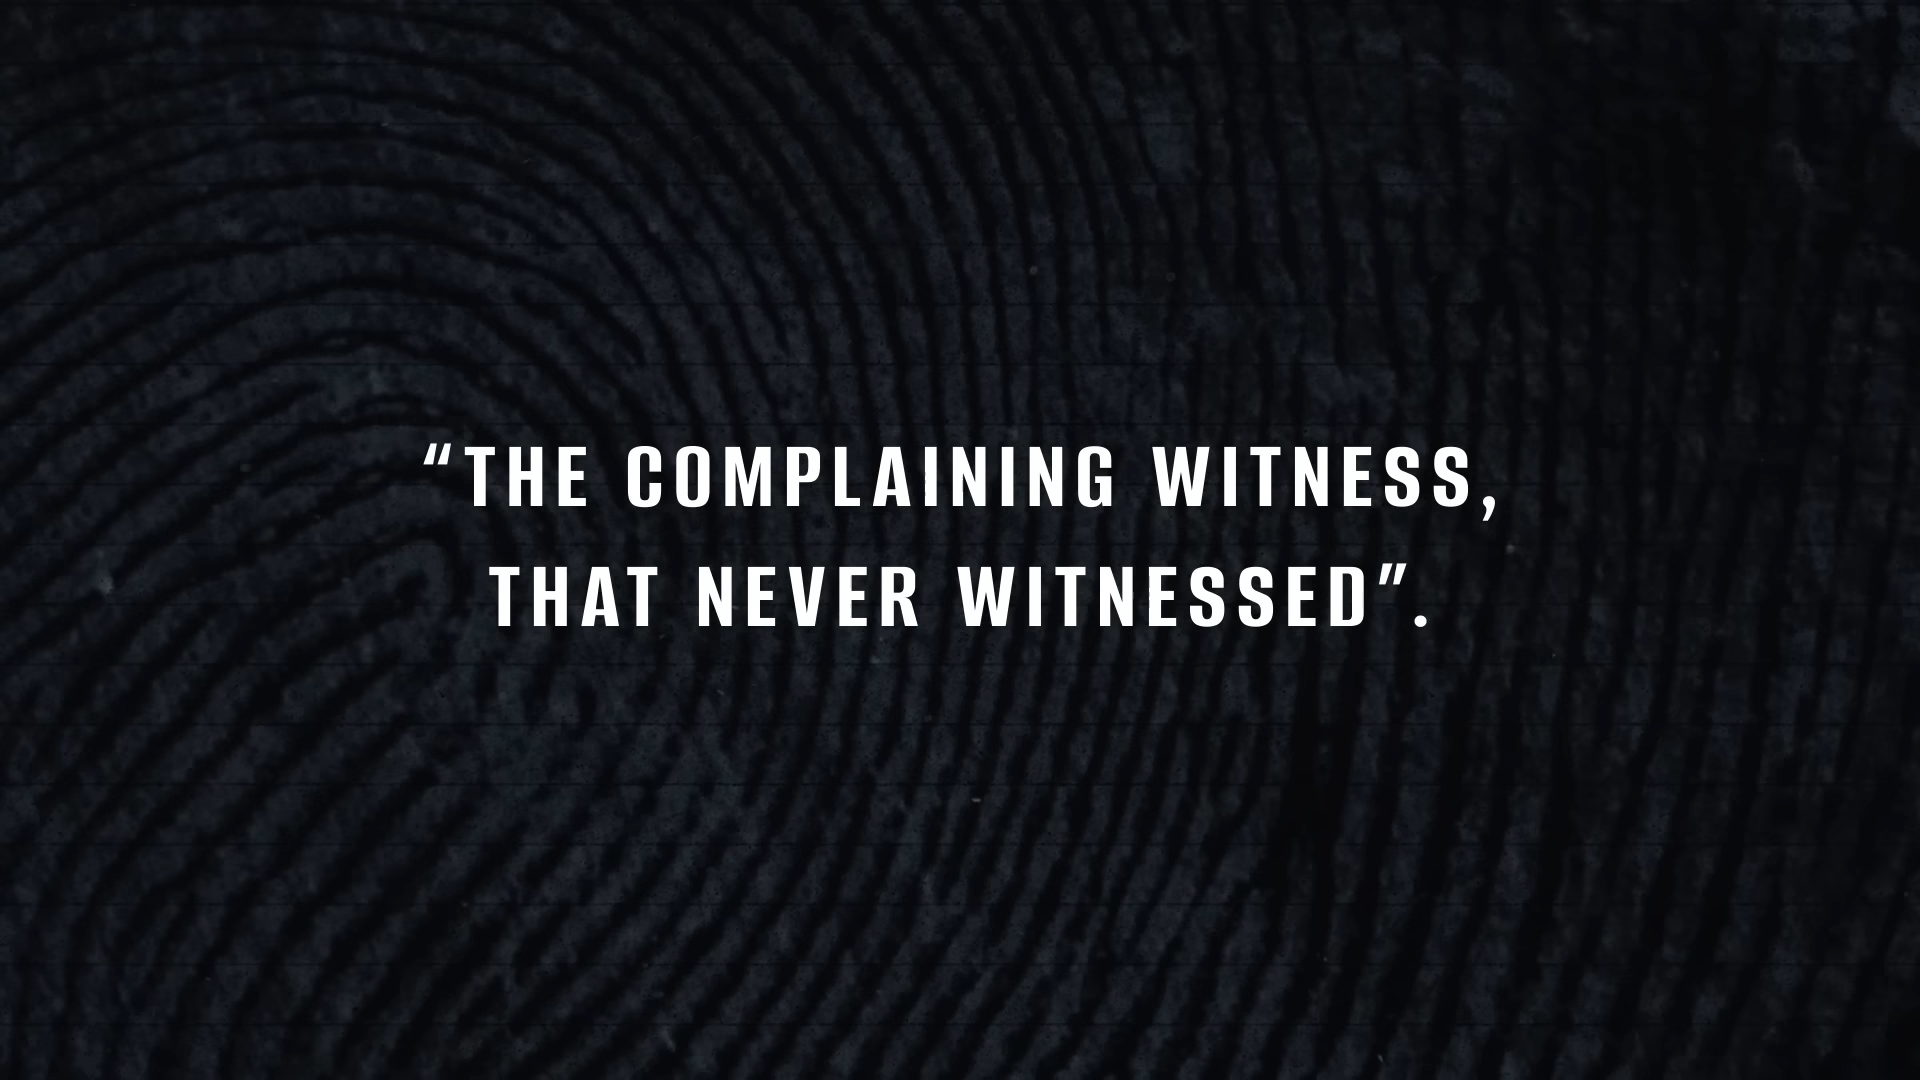 “THE COMPLAINING WITNESS,
THAT NEVER WITNESSED”.